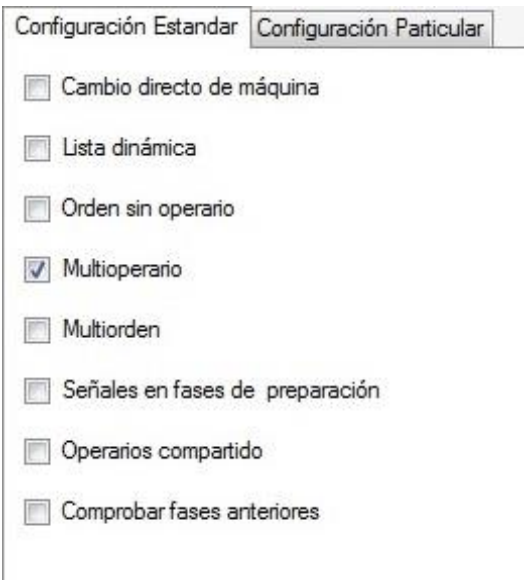 Configuración Estandar Configuración Particular
Cambio directo de máquina
Lista dinámica
Orden sin operario
Multioperario
Multiorden
Señales en fases de preparación
Operarios compartido
Comprobar fases anteriores